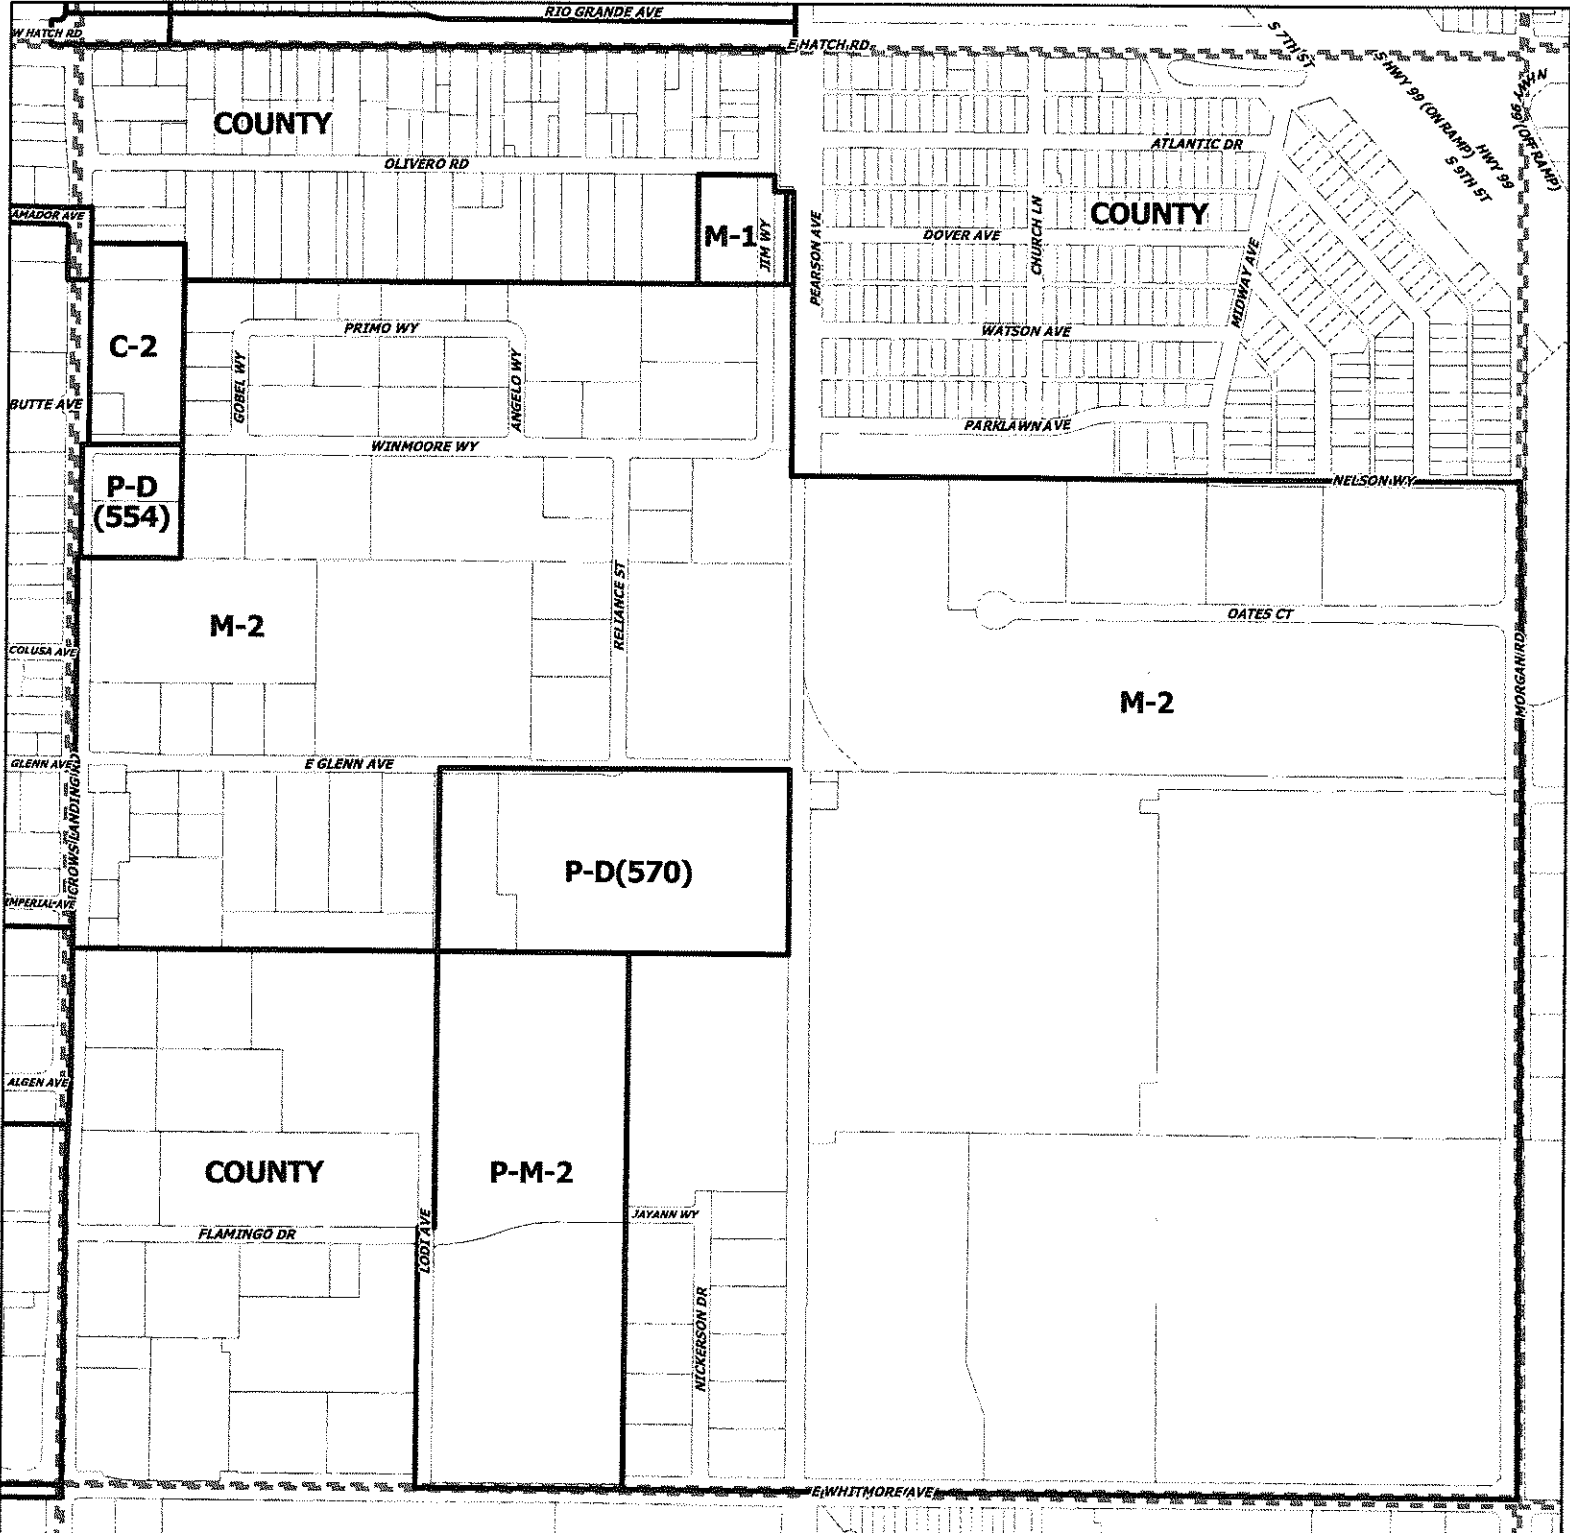 RIO GRANDE AVE
W HATCH RD
E HATCH RD
S 7TH ST
S HWY 99 (ON RAMP)
HWY 99
S 9TH ST
N HWY 99 (OFF RAMP)
COUNTY
OLIVERO RD
ATLANTIC DR
AMADOR AVE
M-1
JIM WY
PEARSON AVE
CHURCH LN
COUNTY
DOVER AVE
MIDWAY AVE
C-2
PRIMO WY
WATSON AVE
GOBEL WY
ANGELO WY
BUTTE AVE
WINMOORE WY
PARKLAWN AVE
P-D
(554)
NELSON WY
RELIANCE ST
OATES CT
M-2
COLUSA AVE
MORGAN RD
M-2
GLENN AVE
E GLENN AVE
CROWS LANDING RD
P-D(570)
IMPERIAL AVE
ALGEN AVE
COUNTY
P-M-2
FLAMINGO DR
LODI AVE
JAYANN WY
NICKERSON DR
E WHITMORE AVE